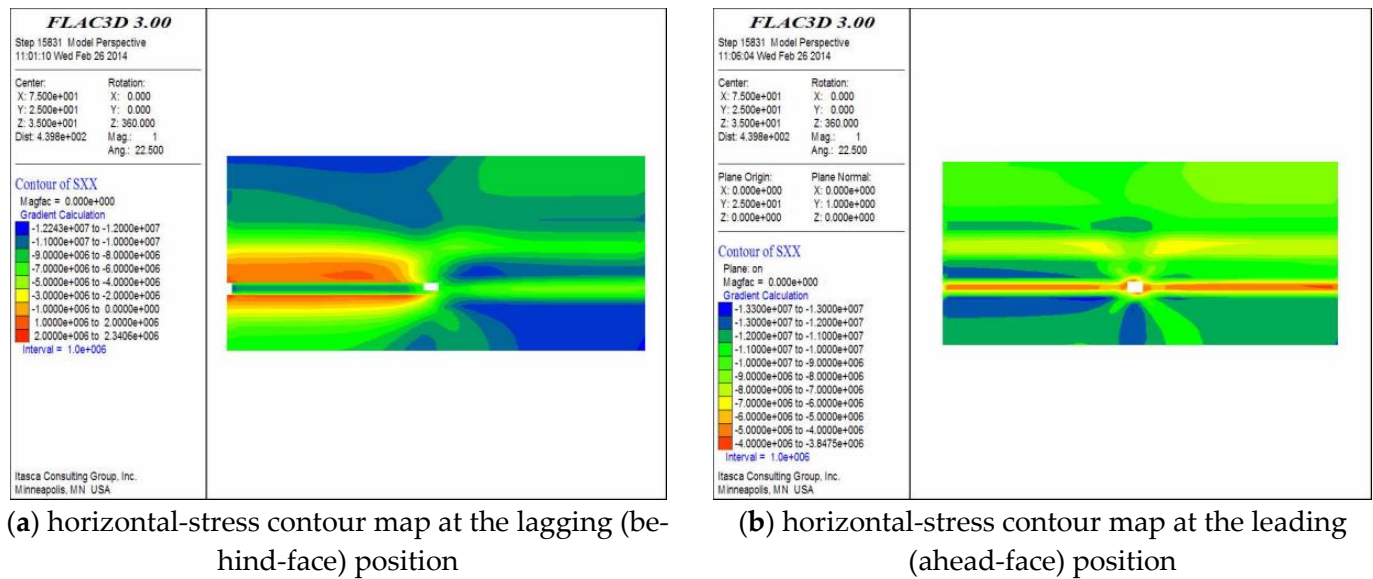 FLAC3D 3.00
Step 15831 Model Perspective
11:01:10 Wed Feb 26 2014
Center: Rotation:
X: 7.500e+001 X: 0.000
Y: 2.500e+001 Y: 0.000
Z: 3.500e+001 Z: 360.000
Dist: 4.398e+002 Mag.: 1
Ang.: 22.500
Contour of SXX
Magfac = 0.000e+000
Gradient Calculation
-1.2243e+007 to -1.2000e+007
-1.1000e+007 to -1.0000e+007
-9.0000e+006 to -8.0000e+006
-7.0000e+006 to -6.0000e+006
-5.0000e+006 to -4.0000e+006
-3.0000e+006 to -2.0000e+006
-1.0000e+006 to 0.0000e+000
1.0000e+006 to 2.0000e+006
2.0000e+006 to 2.3406e+006
Interval = 1.0e+006
Itasca Consulting Group, Inc.
Minneapolis, MN USA
(a) horizontal-stress contour map at the lagging (be-
hind-face) position
FLAC3D 3.00
Step 15831 Model Perspective
11:06:04 Wed Feb 26 2014
Center: Rotation:
X: 7.500e+001 X: 0.000
Y: 2.500e+001 Y: 0.000
Z: 3.500e+001 Z: 360.000
Dist: 4.398e+002 Mag.: 1
Ang.: 22.500
Plane Origin: Plane Normal:
X: 0.000e+000 X: 0.000e+000
Y: 2.500e+001 Y: 1.000e+000
Z: 0.000e+000 Z: 0.000e+000
Contour of SXX
Plane: on
Magfac = 0.000e+000
Gradient Calculation
-1.3300e+007 to -1.3000e+007
-1.3000e+007 to -1.2000e+007
-1.2000e+007 to -1.1000e+007
-1.1000e+007 to -1.0000e+007
-1.0000e+007 to -9.0000e+006
-9.0000e+006 to -8.0000e+006
-8.0000e+006 to -7.0000e+006
-7.0000e+006 to -6.0000e+006
-6.0000e+006 to -5.0000e+006
-5.0000e+006 to -4.0000e+006
-4.0000e+006 to -3.8475e+006
Interval = 1.0e+006
Itasca Consulting Group, Inc.
Minneapolis, MN USA
(b) horizontal-stress contour map at the leading
(ahead-face) position